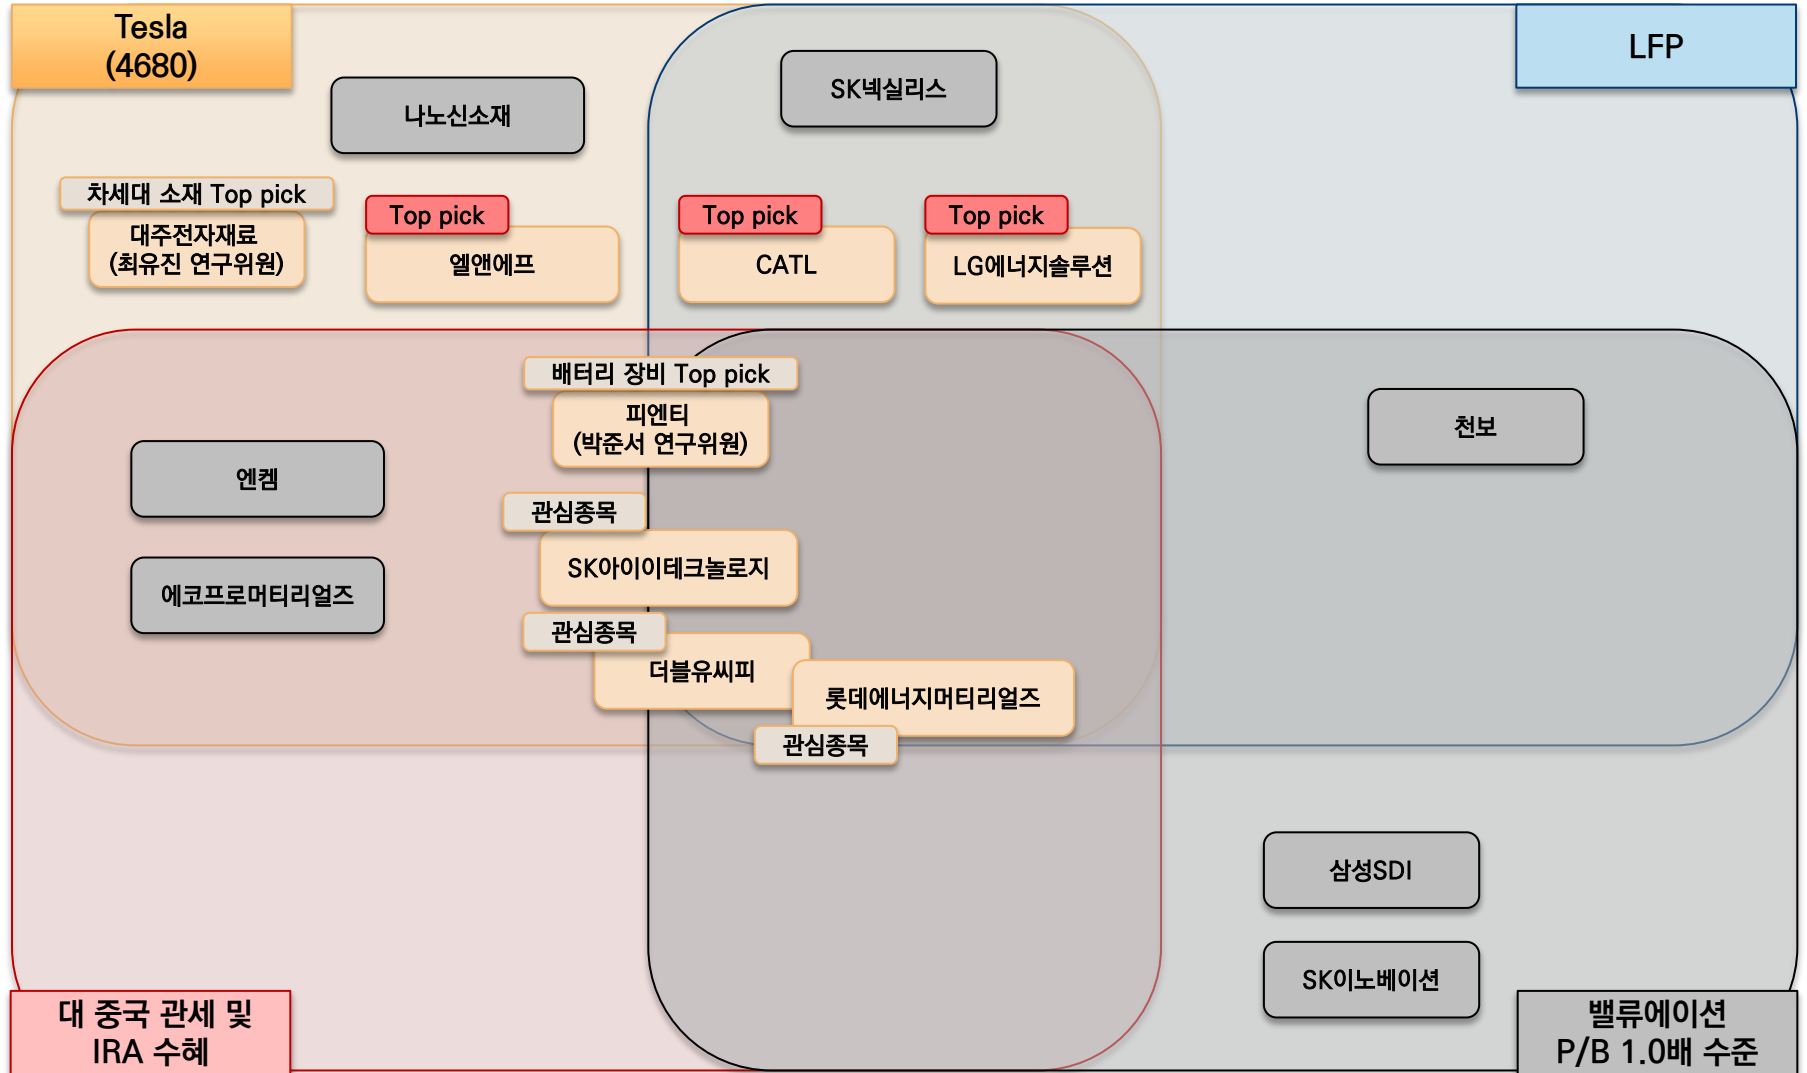 Tesla
(4680)
LFP
SK넥실리스
나노신소재
차세대 소재 Top pick
대주전자재료
(최유진 연구위원)
Top pick
엘앤에프
Top pick
CATL
Top pick
LG에너지솔루션
배터리 장비 Top pick
피엔티
(박준서 연구위원)
천보
엔켐
관심종목
SK아이이테크놀로지
에코프로머티리얼즈
관심종목
더블유씨피
롯데에너지머티리얼즈
관심종목
삼성SDI
SK이노베이션
대 중국 관세 및
IRA 수혜
밸류에이션
P/B 1.0배 수준